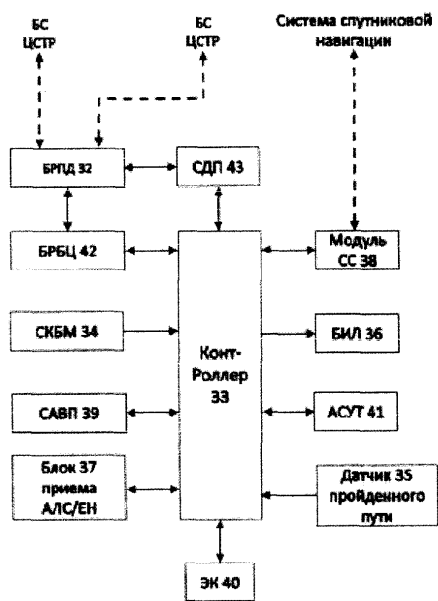 БС
ЦСТР
БС
ЦСТР
Система спутниковой
навигации
БРПД 32
СДП 43
БРБЦ 42
Модуль
СС 38
СКБМ 34
Конт-
Роллер
33
БИЛ 36
САВП 39
АСУТ 41
Блок 37
приема
АЛС/ЕН
Датчик 35
пройденного
пути
ЭК 40